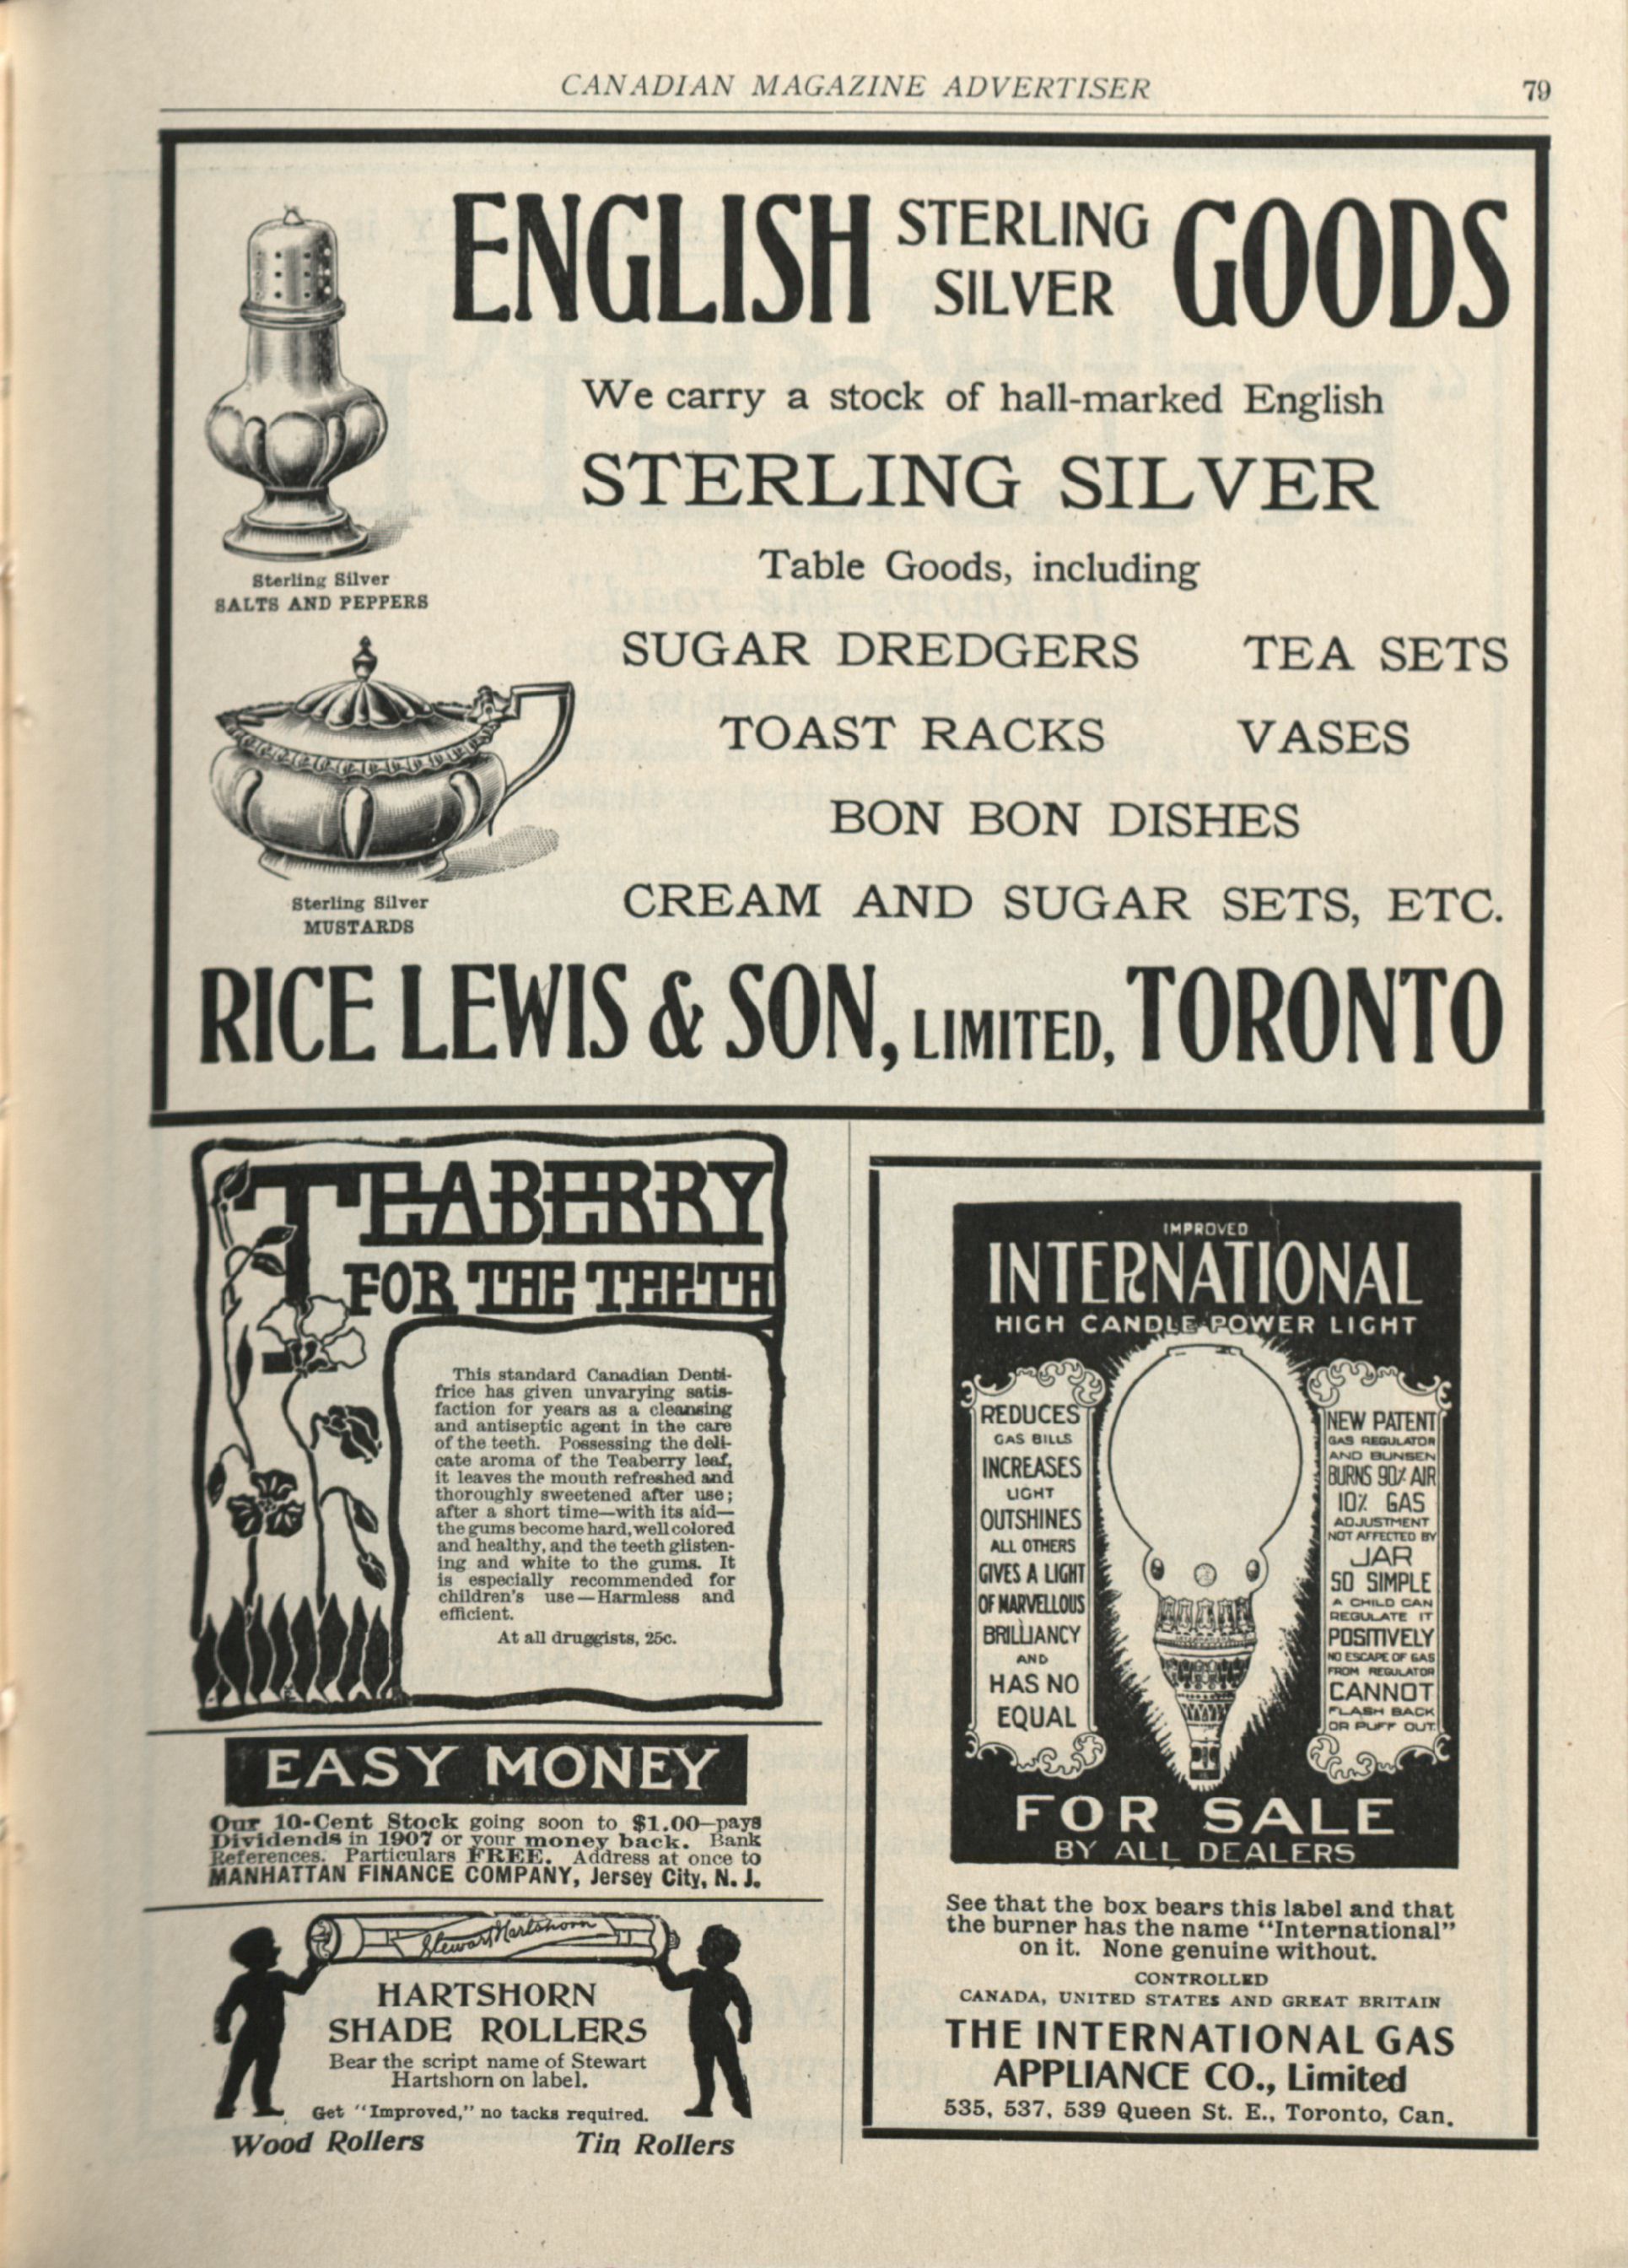 CANADIAN MAGAZINE ADVERTISER 79
ENGLISH STERLING SILVER GOODS
Sterling Silver
SALTS AND PEPPERS
Sterling Silver
MUSTARDS
We carry a stock of hall-marked English
STERLING SILVER
Table Goods, including
SUGAR DREDGERS TEA SETS
TOAST RACKS VASES
BON BON DISHES
CREAM AND SUGAR SETS, ETC.
RICE LEWIS & SON, LIMITED, TORONTO
TEABERRY
FOR THE TEETH
This standard Canadian Denti-
frice has given unvarying satis-
faction for years as a cleansing
and antiseptic agent in the care
of the teeth. Possessing the deli-
cate aroma of the Teaberry leaf,
it leaves the mouth refreshed and
thoroughly sweetened after use;
after a short time—with its aid—
the gums become hard, well colored
and healthy, and the teeth glisten-
ing and white to the gums. It
is especially recommended for
children's use—Harmless and
efficient.
At all druggists, 25c.
EASY MONEY
Our 10-Cent Stock going soon to $1.00—pays
Dividends in 1907 or your money back. Bank
References. Particulars FREE. Address at once to
MANHATTAN FINANCE COMPANY, Jersey City, N. J.
Stewart Hartshorn
HARTSHORN
SHADE ROLLERS
Bear the script name of Stewart
Hartshorn on label.
Get "Improved," no tacks required.
Wood Rollers Tin Rollers
IMPROVED
INTERNATIONAL
HIGH CANDLE POWER LIGHT
REDUCES
GAS BILLS
INCREASES
LIGHT
OUTSHINES
ALL OTHERS
GIVES A LIGHT
OF MARVELLOUS
BRILLIANCY
AND
HAS NO
EQUAL
NEW PATENT
GAS REGULATOR
AND BUNSEN
BURNS 90% AIR
10% GAS
ADJUSTMENT
NOT AFFECTED BY
JAR
SO SIMPLE
A CHILD CAN
REGULATE IT
POSITIVELY
NO ESCAPE OF GAS
FROM REGULATOR
CANNOT
FLASH BACK
OR PUFF OUT
FOR SALE
BY ALL DEALERS
See that the box bears this label and that
the burner has the name "International"
on it. None genuine without.
CONTROLLED
CANADA, UNITED STATES AND GREAT BRITAIN
THE INTERNATIONAL GAS
APPLIANCE CO., Limited
535, 537, 539 Queen St. E., Toronto, Can.